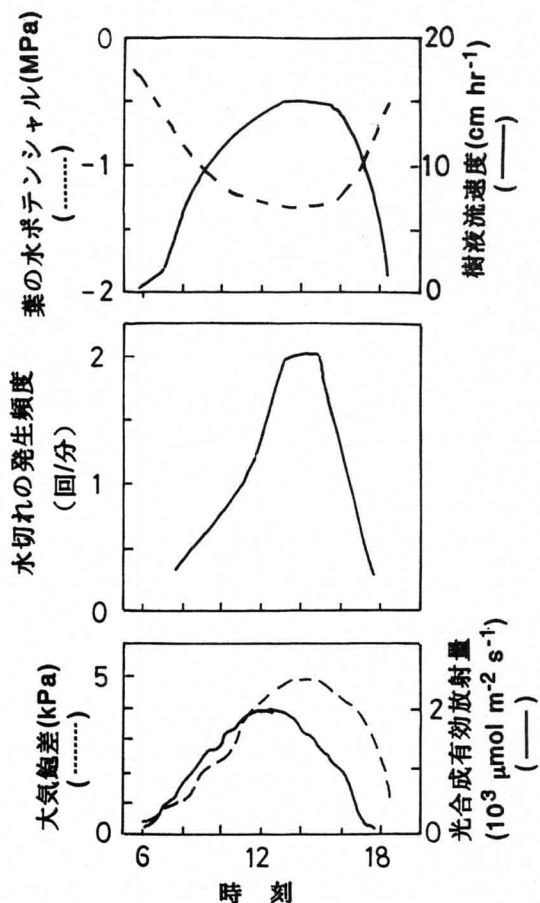 葉の水ポテンシャル(MPa)
(........)
0
-1
-2
20
10
0
樹液流速度(cm hr⁻¹)
(——)
水切れの発生頻度
(回/分)
2
1
0
大気飽差(kPa)
(........)
5
0
2
0
光合成有効放射量
(10³ μmol m⁻² s⁻¹)
(——)
6
12
18
時 刻